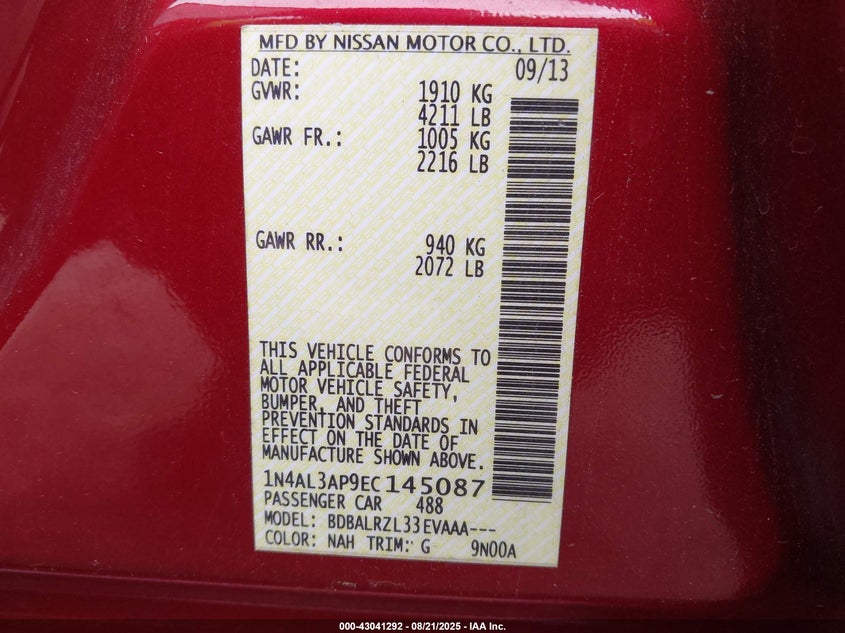 MFD BY NISSAN MOTOR CO., LTD.
DATE: 09/13
GVWR: 1910 KG
4211 LB
GAWR FR.: 1005 KG
2216 LB
GAWR RR.: 940 KG
2072 LB
THIS VEHICLE CONFORMS TO
ALL APPLICABLE FEDERAL
MOTOR VEHICLE SAFETY,
BUMPER, AND THEFT
PREVENTION STANDARDS IN
EFFECT ON THE DATE OF
MANUFACTURE SHOWN ABOVE.
1N4AL3AP9EC145087
PASSENGER CAR 488
MODEL: BDBALRZL33EVAAA---
COLOR: NAH TRIM: G 9N00A
000-43041292 - 08/21/2025 - IAA Inc.